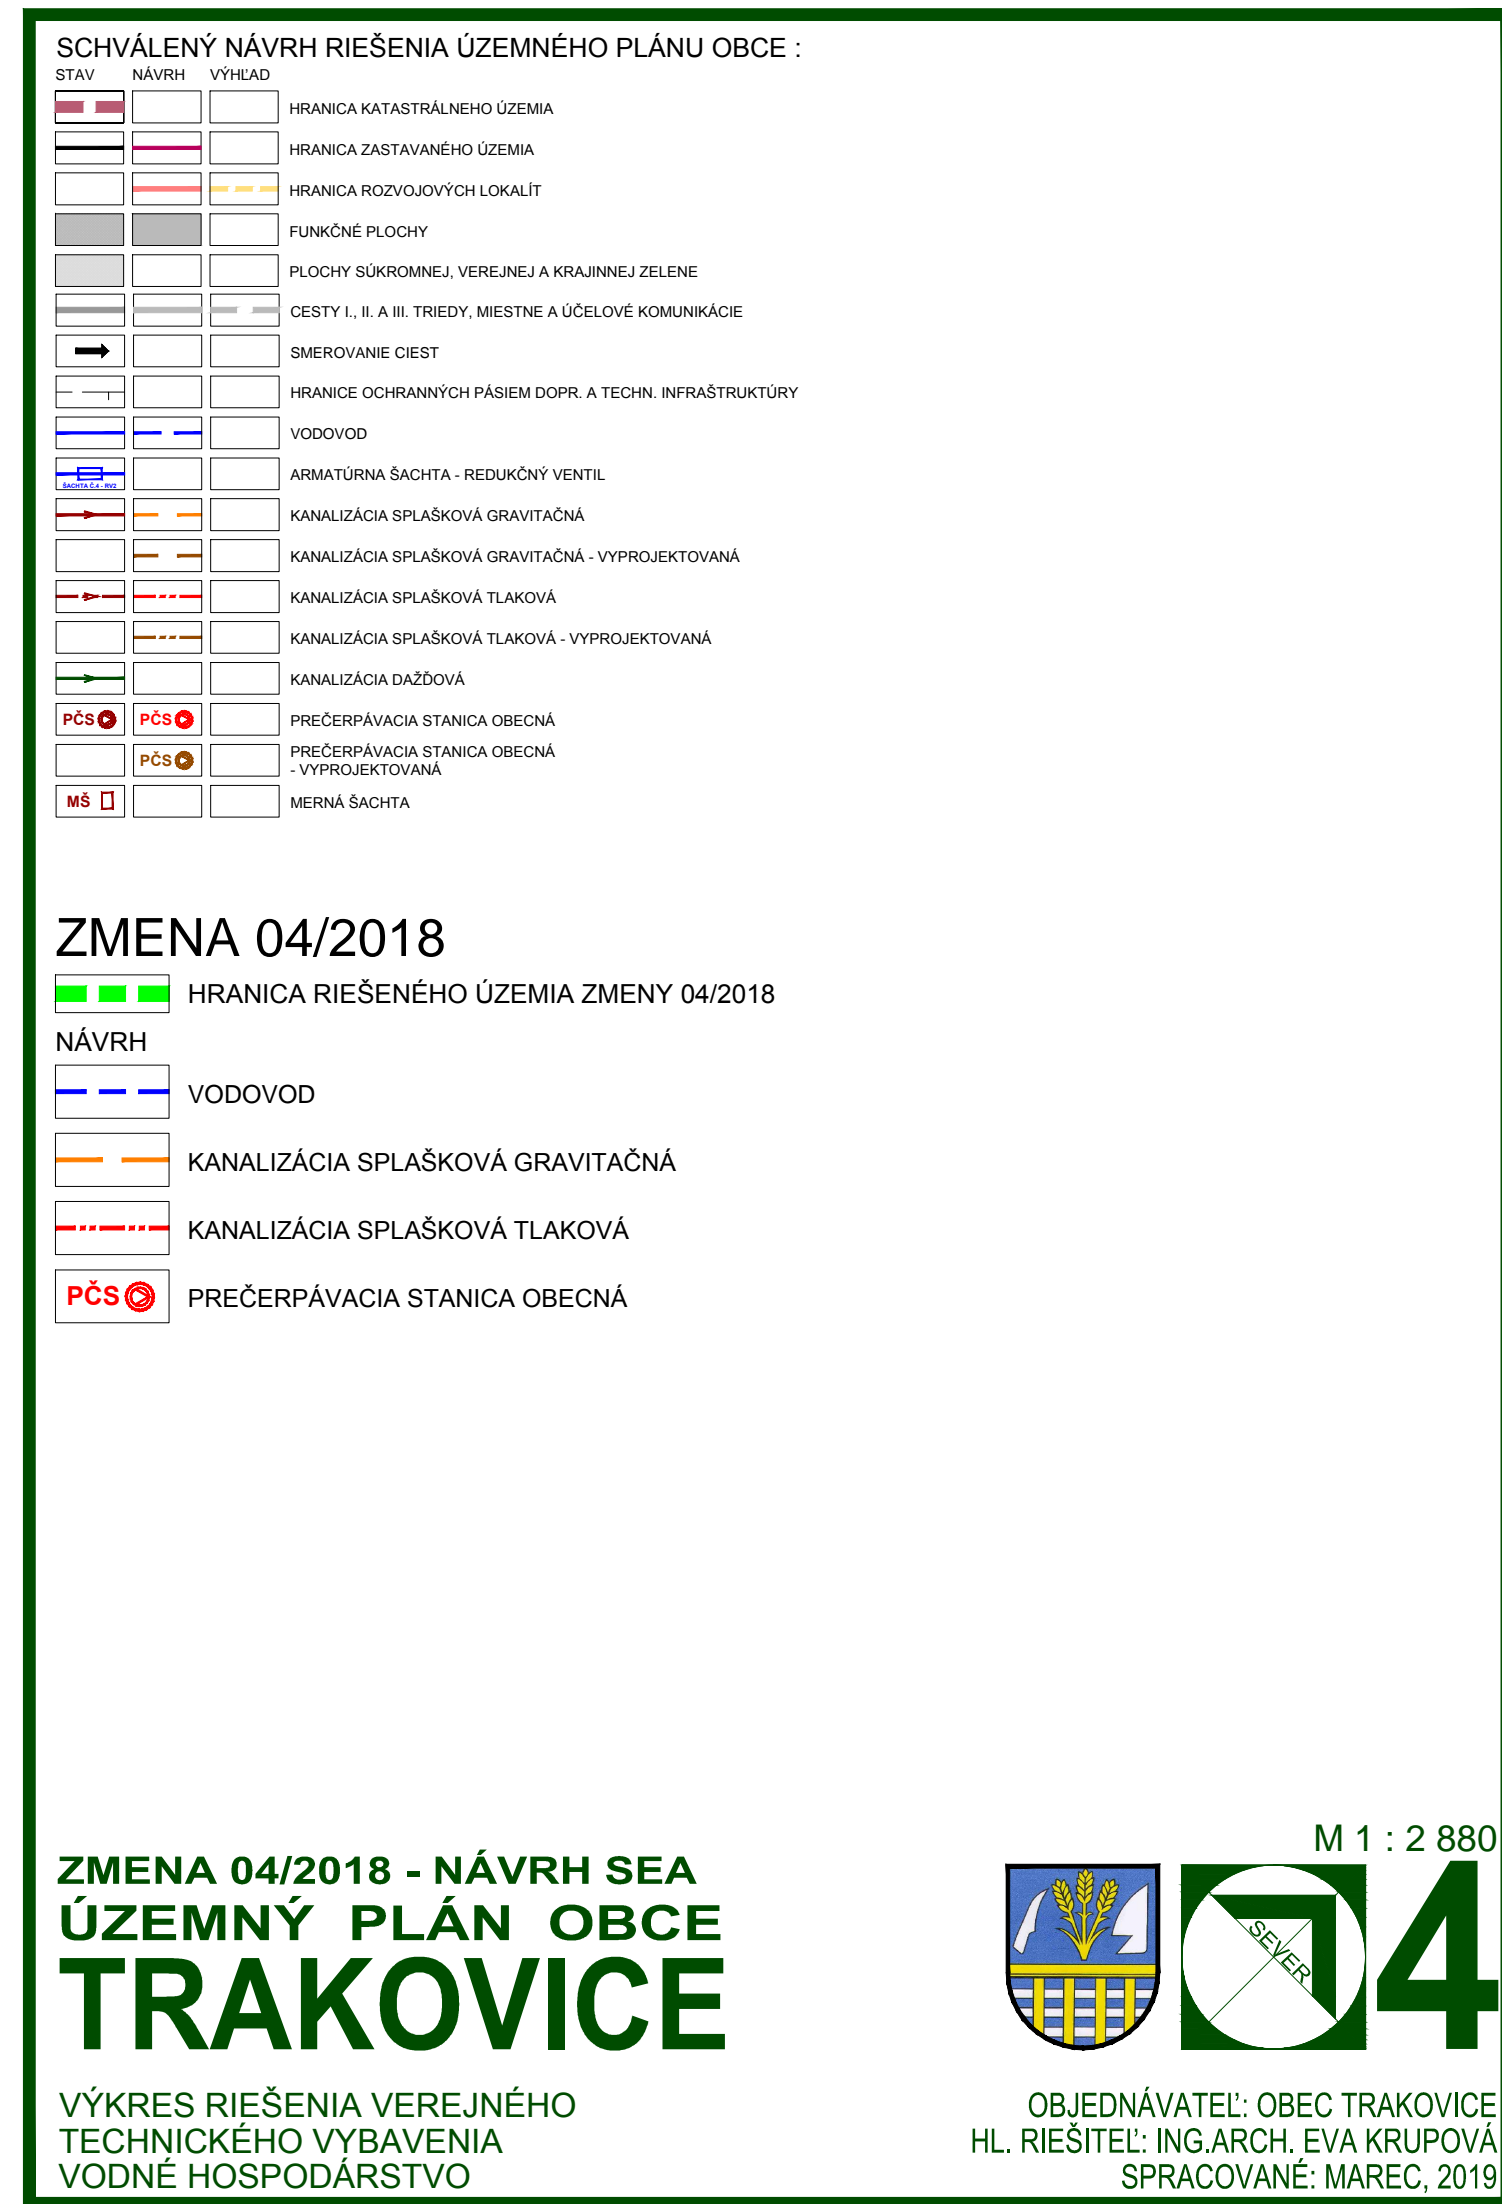 SCHVÁLENÝ NÁVRH RIEŠENIA ÚZEMNÉHO PLÁNU OBCE :
STAV NÁVRH VÝHĽAD
HRANICA KATASTRÁLNEHO ÚZEMIA
HRANICA ZASTAVANÉHO ÚZEMIA
HRANICA ROZVOJOVÝCH LOKALÍT
FUNKČNÉ PLOCHY
PLOCHY SÚKROMNEJ, VEREJNEJ A KRAJINNEJ ZELENE
CESTY I., II. A III. TRIEDY, MIESTNE A ÚČELOVÉ KOMUNIKÁCIE
SMEROVANIE CIEST
HRANICE OCHRANNÝCH PÁSIEM DOPR. A TECHN. INFRAŠTRUKTÚRY
VODOVOD
ŠACHTA Č.4 - RV2 ARMATÚRNA ŠACHTA - REDUKČNÝ VENTIL
KANALIZÁCIA SPLAŠKOVÁ GRAVITAČNÁ
KANALIZÁCIA SPLAŠKOVÁ GRAVITAČNÁ - VYPROJEKTOVANÁ
KANALIZÁCIA SPLAŠKOVÁ TLAKOVÁ
KANALIZÁCIA SPLAŠKOVÁ TLAKOVÁ - VYPROJEKTOVANÁ
KANALIZÁCIA DAŽĎOVÁ
PČS PČS PREČERPÁVACIA STANICA OBECNÁ
PČS PREČERPÁVACIA STANICA OBECNÁ
- VYPROJEKTOVANÁ
MŠ MERNÁ ŠACHTA
ZMENA 04/2018
HRANICA RIEŠENÉHO ÚZEMIA ZMENY 04/2018
NÁVRH
VODOVOD
KANALIZÁCIA SPLAŠKOVÁ GRAVITAČNÁ
KANALIZÁCIA SPLAŠKOVÁ TLAKOVÁ
PČS PREČERPÁVACIA STANICA OBECNÁ
ZMENA 04/2018 - NÁVRH SEA
ÚZEMNÝ PLÁN OBCE
TRAKOVICE
VÝKRES RIEŠENIA VEREJNÉHO
TECHNICKÉHO VYBAVENIA
VODNÉ HOSPODÁRSTVO
M 1 : 2 880
SEVER
4
OBJEDNÁVATEĽ: OBEC TRAKOVICE
HL. RIEŠITEĽ: ING.ARCH. EVA KRUPOVÁ
SPRACOVANÉ: MAREC, 2019